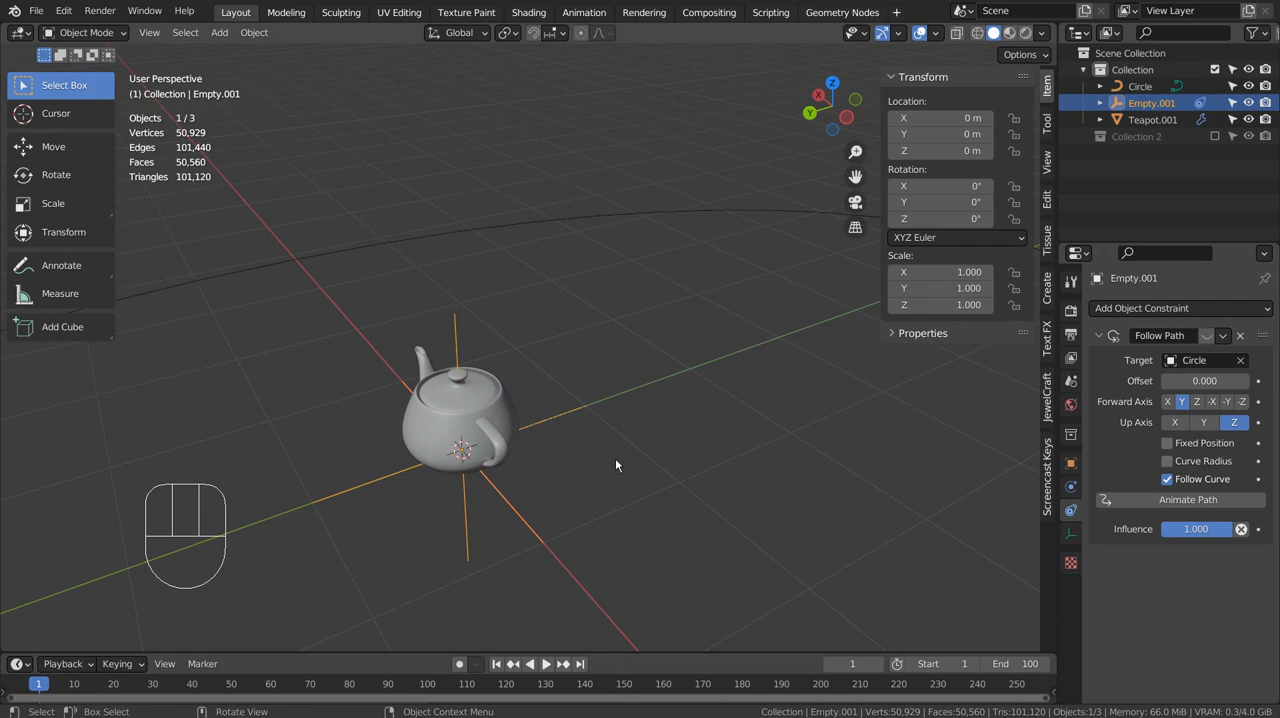 File Edit Render Window Help Layout Modeling Sculpting UV Editing Texture Paint Shading Animation Rendering Compositing Scripting Geometry Nodes + Scene View Layer
Object Mode View Select Add Object Global
Options
Select Box
Cursor
Move
Rotate
Scale
Transform
Annotate
Measure
Add Cube
User Perspective
(1) Collection | Empty.001
Objects 1 / 3
Vertices 50,929
Edges 101,440
Faces 50,560
Triangles 101,120
X
Y
Z
Transform
Location:
X 0 m
Y 0 m
Z 0 m
Rotation:
X 0°
Y 0°
Z 0°
XYZ Euler
Scale:
X 1.000
Y 1.000
Z 1.000
Properties
Item
Tool
View
Edit
Tissue
Create
Text FX
JewelCraft
Screencast Keys
Scene Collection
Collection
Circle
Empty.001
Teapot.001
Collection 2
Empty.001
Add Object Constraint
Follow Path
Target Circle
Offset 0.000
Forward Axis X Y Z -X -Y -Z
Up Axis X Y Z
Fixed Position
Curve Radius
Follow Curve
Animate Path
Influence 1.000
Playback Keying View Marker 1 Start 1 End 100
1 10 20 30 40 50 60 70 80 90 100 110 120 130 140 150 160 170 180 190 200 210 220 230 240 250
Select Box Select Rotate View Object Context Menu Collection | Empty.001 | Verts:50,929 | Faces:50,560 | Tris:101,120 | Objects:1/3 | Memory: 66.0 MiB | VRAM: 0.3/4.0 GiB